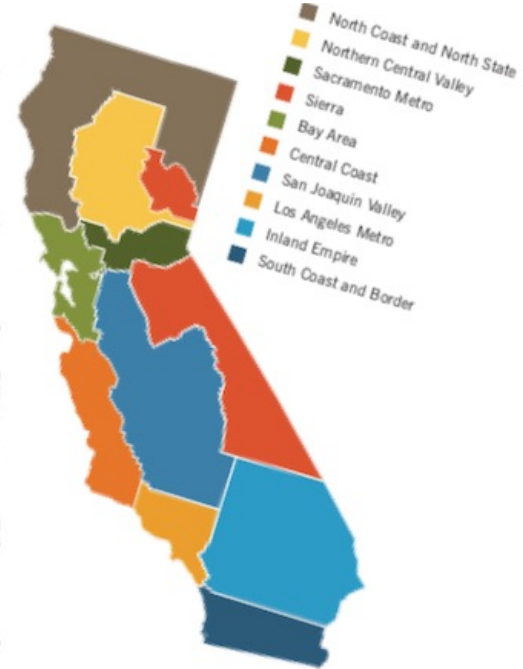 North Coast and North State
Northern Central Valley
Sacramento Metro
Sierra
Bay Area
Central Coast
San Joaquin Valley
Los Angeles Metro
Inland Empire
South Coast and Border